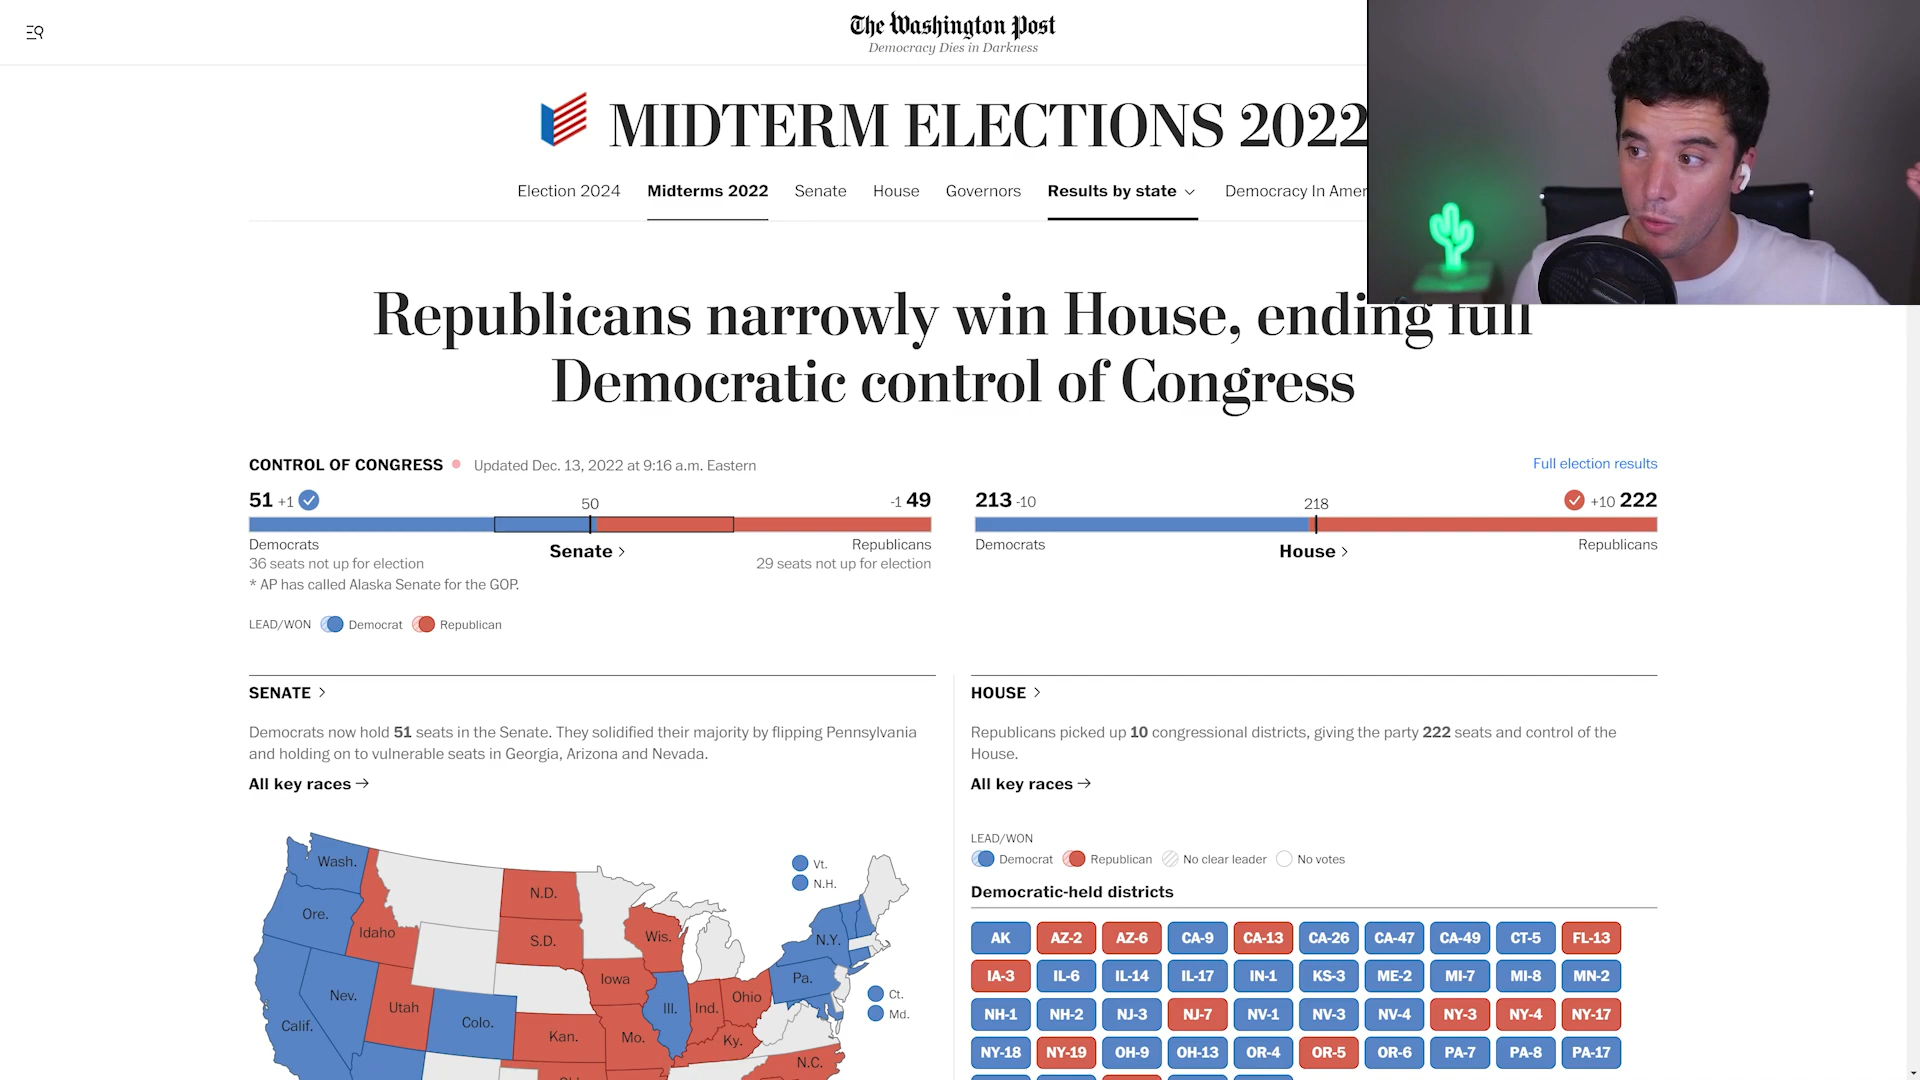 The Washington Post
Democracy Dies in Darkness
MIDTERM ELECTIONS 2022
Election 2024 Midterms 2022 Senate House Governors Results by state Democracy In Amer
Republicans narrowly win House, ending full
Democratic control of Congress
CONTROL OF CONGRESS Updated Dec. 13, 2022 at 9:16 a.m. Eastern Full election results
51 +1 50 -1 49
Democrats Senate > Republicans
36 seats not up for election 29 seats not up for election
* AP has called Alaska Senate for the GOP.
213 -10 218 +10 222
Democrats House > Republicans
LEAD/WON Democrat Republican
SENATE >
Democrats now hold 51 seats in the Senate. They solidified their majority by flipping Pennsylvania
and holding on to vulnerable seats in Georgia, Arizona and Nevada.
All key races →
Wash.
Vt.
N.H.
Ore.
Idaho
N.D.
S.D.
Wis.
N.Y.
Nev.
Utah
Iowa
Pa.
Ct.
Md.
Calif.
Colo.
Ill.
Ind.
Ohio
Kan.
Mo.
Ky.
N.C.
HOUSE >
Republicans picked up 10 congressional districts, giving the party 222 seats and control of the
House.
All key races →
LEAD/WON
Democrat Republican No clear leader No votes
Democratic-held districts
AK AZ-2 AZ-6 CA-9 CA-13 CA-26 CA-47 CA-49 CT-5 FL-13
IA-3 IL-6 IL-14 IL-17 IN-1 KS-3 ME-2 MI-7 MI-8 MN-2
NH-1 NH-2 NJ-3 NJ-7 NV-1 NV-3 NV-4 NY-3 NY-4 NY-17
NY-18 NY-19 OH-9 OH-13 OR-4 OR-5 OR-6 PA-7 PA-8 PA-17